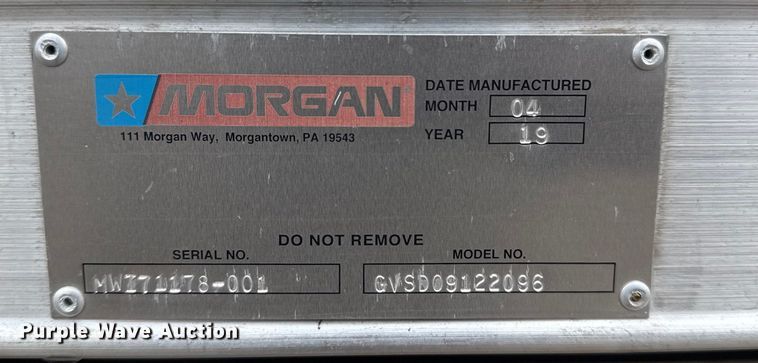 MORGAN
111 Morgan Way, Morgantown, PA 19543
DATE MANUFACTURED
MONTH 04
YEAR 19
DO NOT REMOVE
SERIAL NO.
MWI71178-001
MODEL NO.
GVSD09122096
Purple Wave Auction